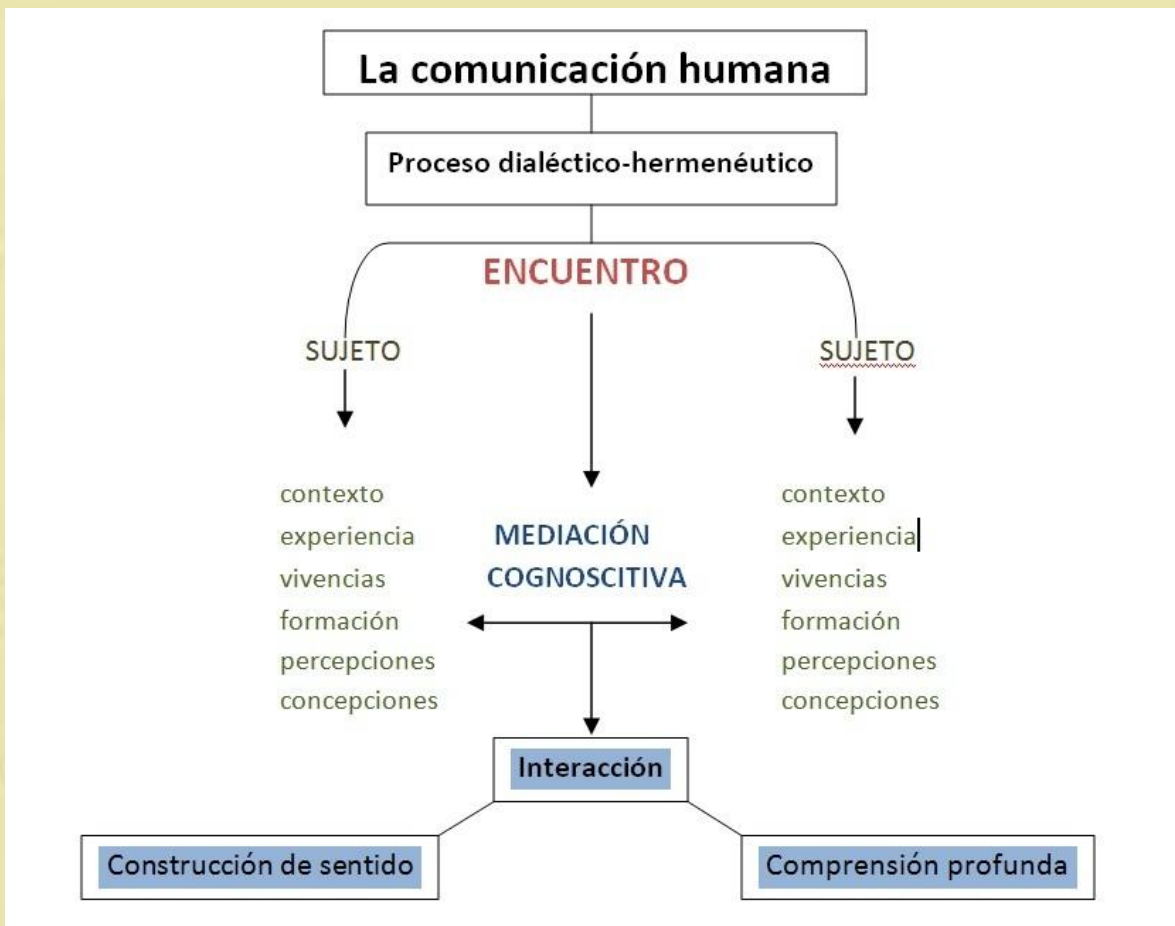 La comunicación humana
Proceso dialéctico-hermenéutico
ENCUENTRO
SUJETO
SUJETO
contexto
experiencia
vivencias
formación
percepciones
concepciones
MEDIACIÓN
COGNOSCITIVA
contexto
experiencia
vivencias
formación
percepciones
concepciones
Interacción
Construcción de sentido
Comprensión profunda